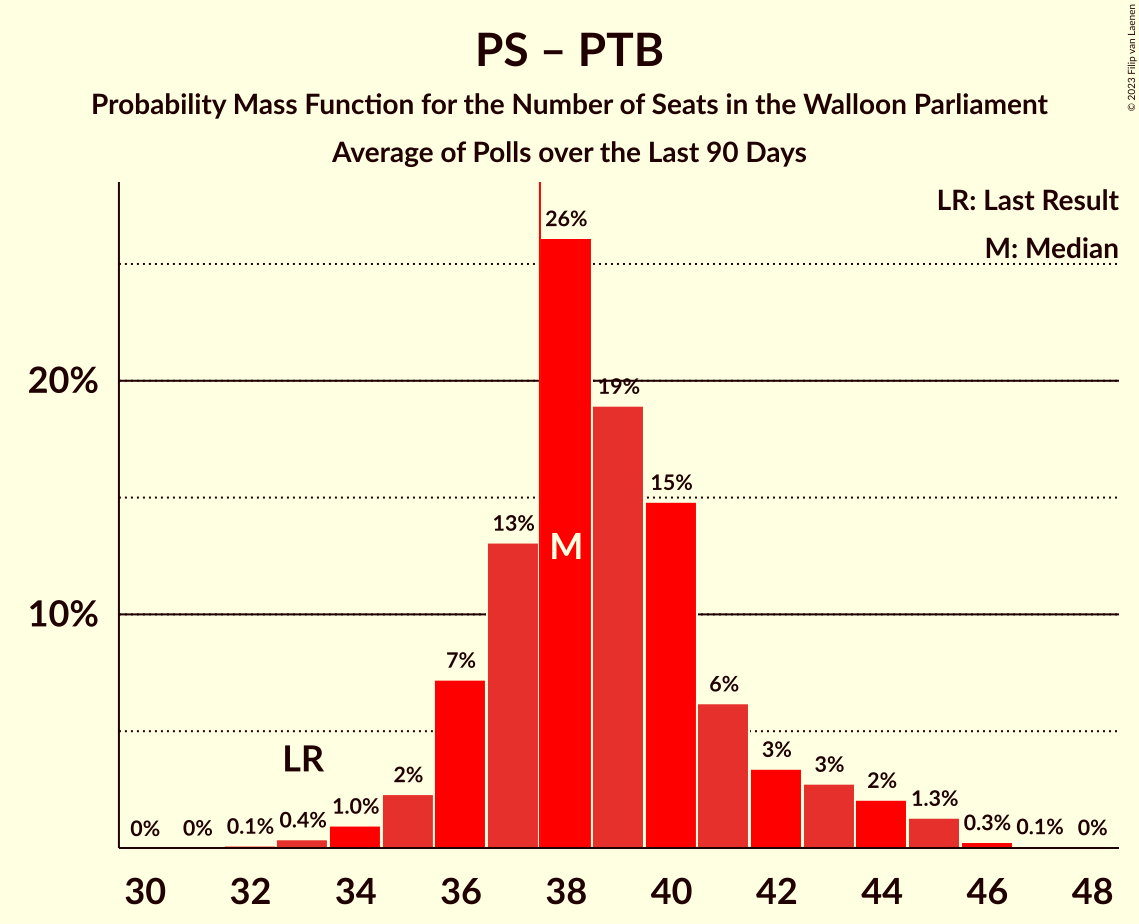 PS – PTB
Probability Mass Function for the Number of Seats in the Walloon Parliament
Average of Polls over the Last 90 Days
© 2023 Filip van Laenen
LR: Last Result
M: Median
20%
10%
0%
0%
0.1%
0.4%
LR
1.0%
2%
7%
13%
26%
M
19%
15%
6%
3%
3%
2%
1.3%
0.3%
0.1%
0%
30 32 34 36 38 40 42 44 46 48